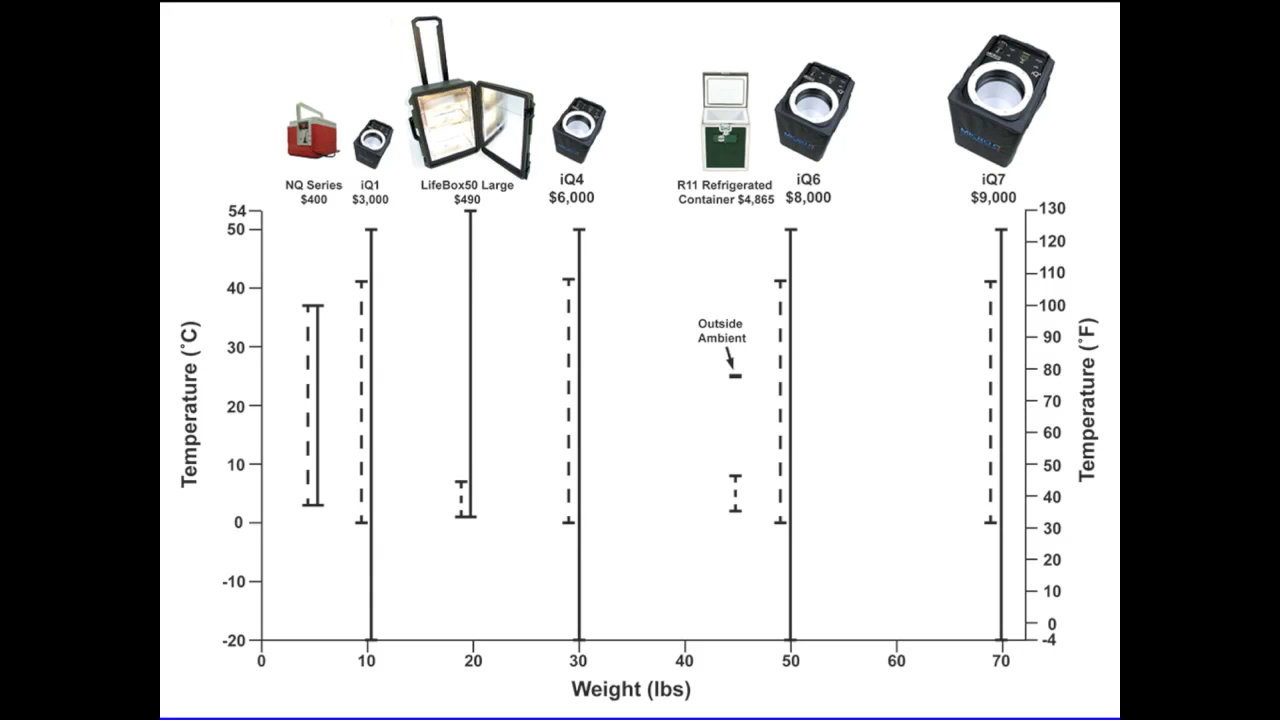 NQ Series
$400
iQ1
$3,000
LifeBox50 Large
$490
iQ4
$6,000
R11 Refrigerated
Container $4,865
iQ6
$8,000
iQ7
$9,000
54
50
40
30
20
10
0
-10
-20
Temperature (˚C)
Outside
Ambient
130
120
110
100
90
80
70
60
50
40
30
20
10
0
-4
Temperature (˚F)
0
10
20
30
40
50
60
70
Weight (lbs)